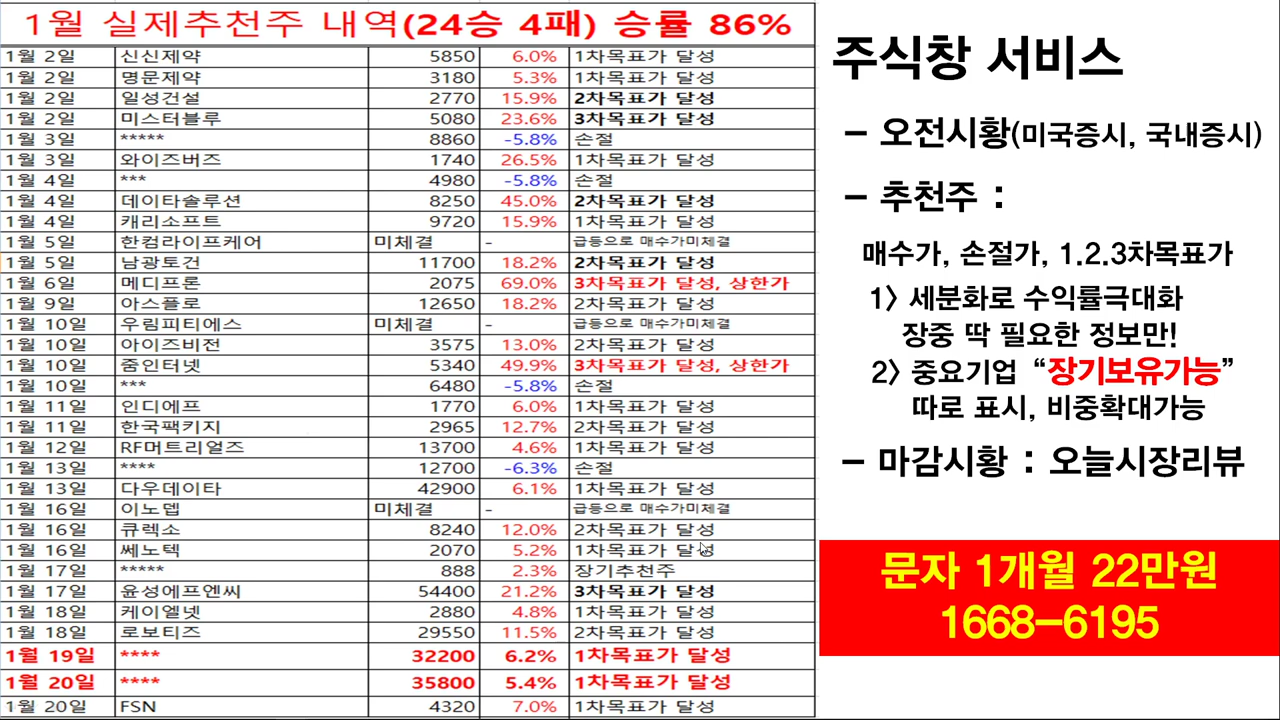 1월 실제추천주 내역(24승 4패) 승률 86%
1월 2일 신신제약 5850 6.0% 1차목표가 달성
1월 2일 명문제약 3180 5.3% 1차목표가 달성
1월 2일 일성건설 2770 15.9% 2차목표가 달성
1월 2일 미스터블루 5080 23.6% 3차목표가 달성
1월 3일 ***** 8860 -5.8% 손절
1월 3일 와이즈버즈 1740 26.5% 1차목표가 달성
1월 4일 *** 4980 -5.8% 손절
1월 4일 데이타솔루션 8250 45.0% 2차목표가 달성
1월 4일 캐리소프트 9720 15.9% 1차목표가 달성
1월 5일 한컴라이프케어 미체결 - 급등으로 매수가미체결
1월 5일 남광토건 11700 18.2% 2차목표가 달성
1월 6일 메디프론 2075 69.0% 3차목표가 달성, 상한가
1월 9일 아스플로 12650 18.2% 2차목표가 달성
1월 10일 우림피티에스 미체결 - 급등으로 매수가미체결
1월 10일 아이즈비전 3575 13.0% 2차목표가 달성
1월 10일 줌인터넷 5340 49.9% 3차목표가 달성, 상한가
1월 10일 *** 6480 -5.8% 손절
1월 11일 인디에프 1770 6.0% 1차목표가 달성
1월 11일 한국팩키지 2965 12.7% 2차목표가 달성
1월 12일 RF머트리얼즈 13700 4.6% 1차목표가 달성
1월 13일 **** 12700 -6.3% 손절
1월 13일 다우데이타 42900 6.1% 1차목표가 달성
1월 16일 이노뎁 미체결 - 급등으로 매수가미체결
1월 16일 큐렉소 8240 12.0% 2차목표가 달성
1월 16일 쎄노텍 2070 5.2% 1차목표가 달성
1월 17일 ***** 888 2.3% 장기추천주
1월 17일 윤성에프엔씨 54400 21.2% 3차목표가 달성
1월 18일 케이엘넷 2880 4.8% 1차목표가 달성
1월 18일 로보티즈 29550 11.5% 2차목표가 달성
1월 19일 **** 32200 6.2% 1차목표가 달성
1월 20일 **** 35800 5.4% 1차목표가 달성
1월 20일 FSN 4320 7.0% 1차목표가 달성
주식창 서비스
- 오전시황(미국증시, 국내증시)
- 추천주 :
매수가, 손절가, 1.2.3차목표가
1) 세분화로 수익률극대화
장중 딱 필요한 정보만!
2) 중요기업 “장기보유가능”
따로 표시, 비중확대가능
- 마감시황 : 오늘시장리뷰
문자 1개월 22만원
1668-6195